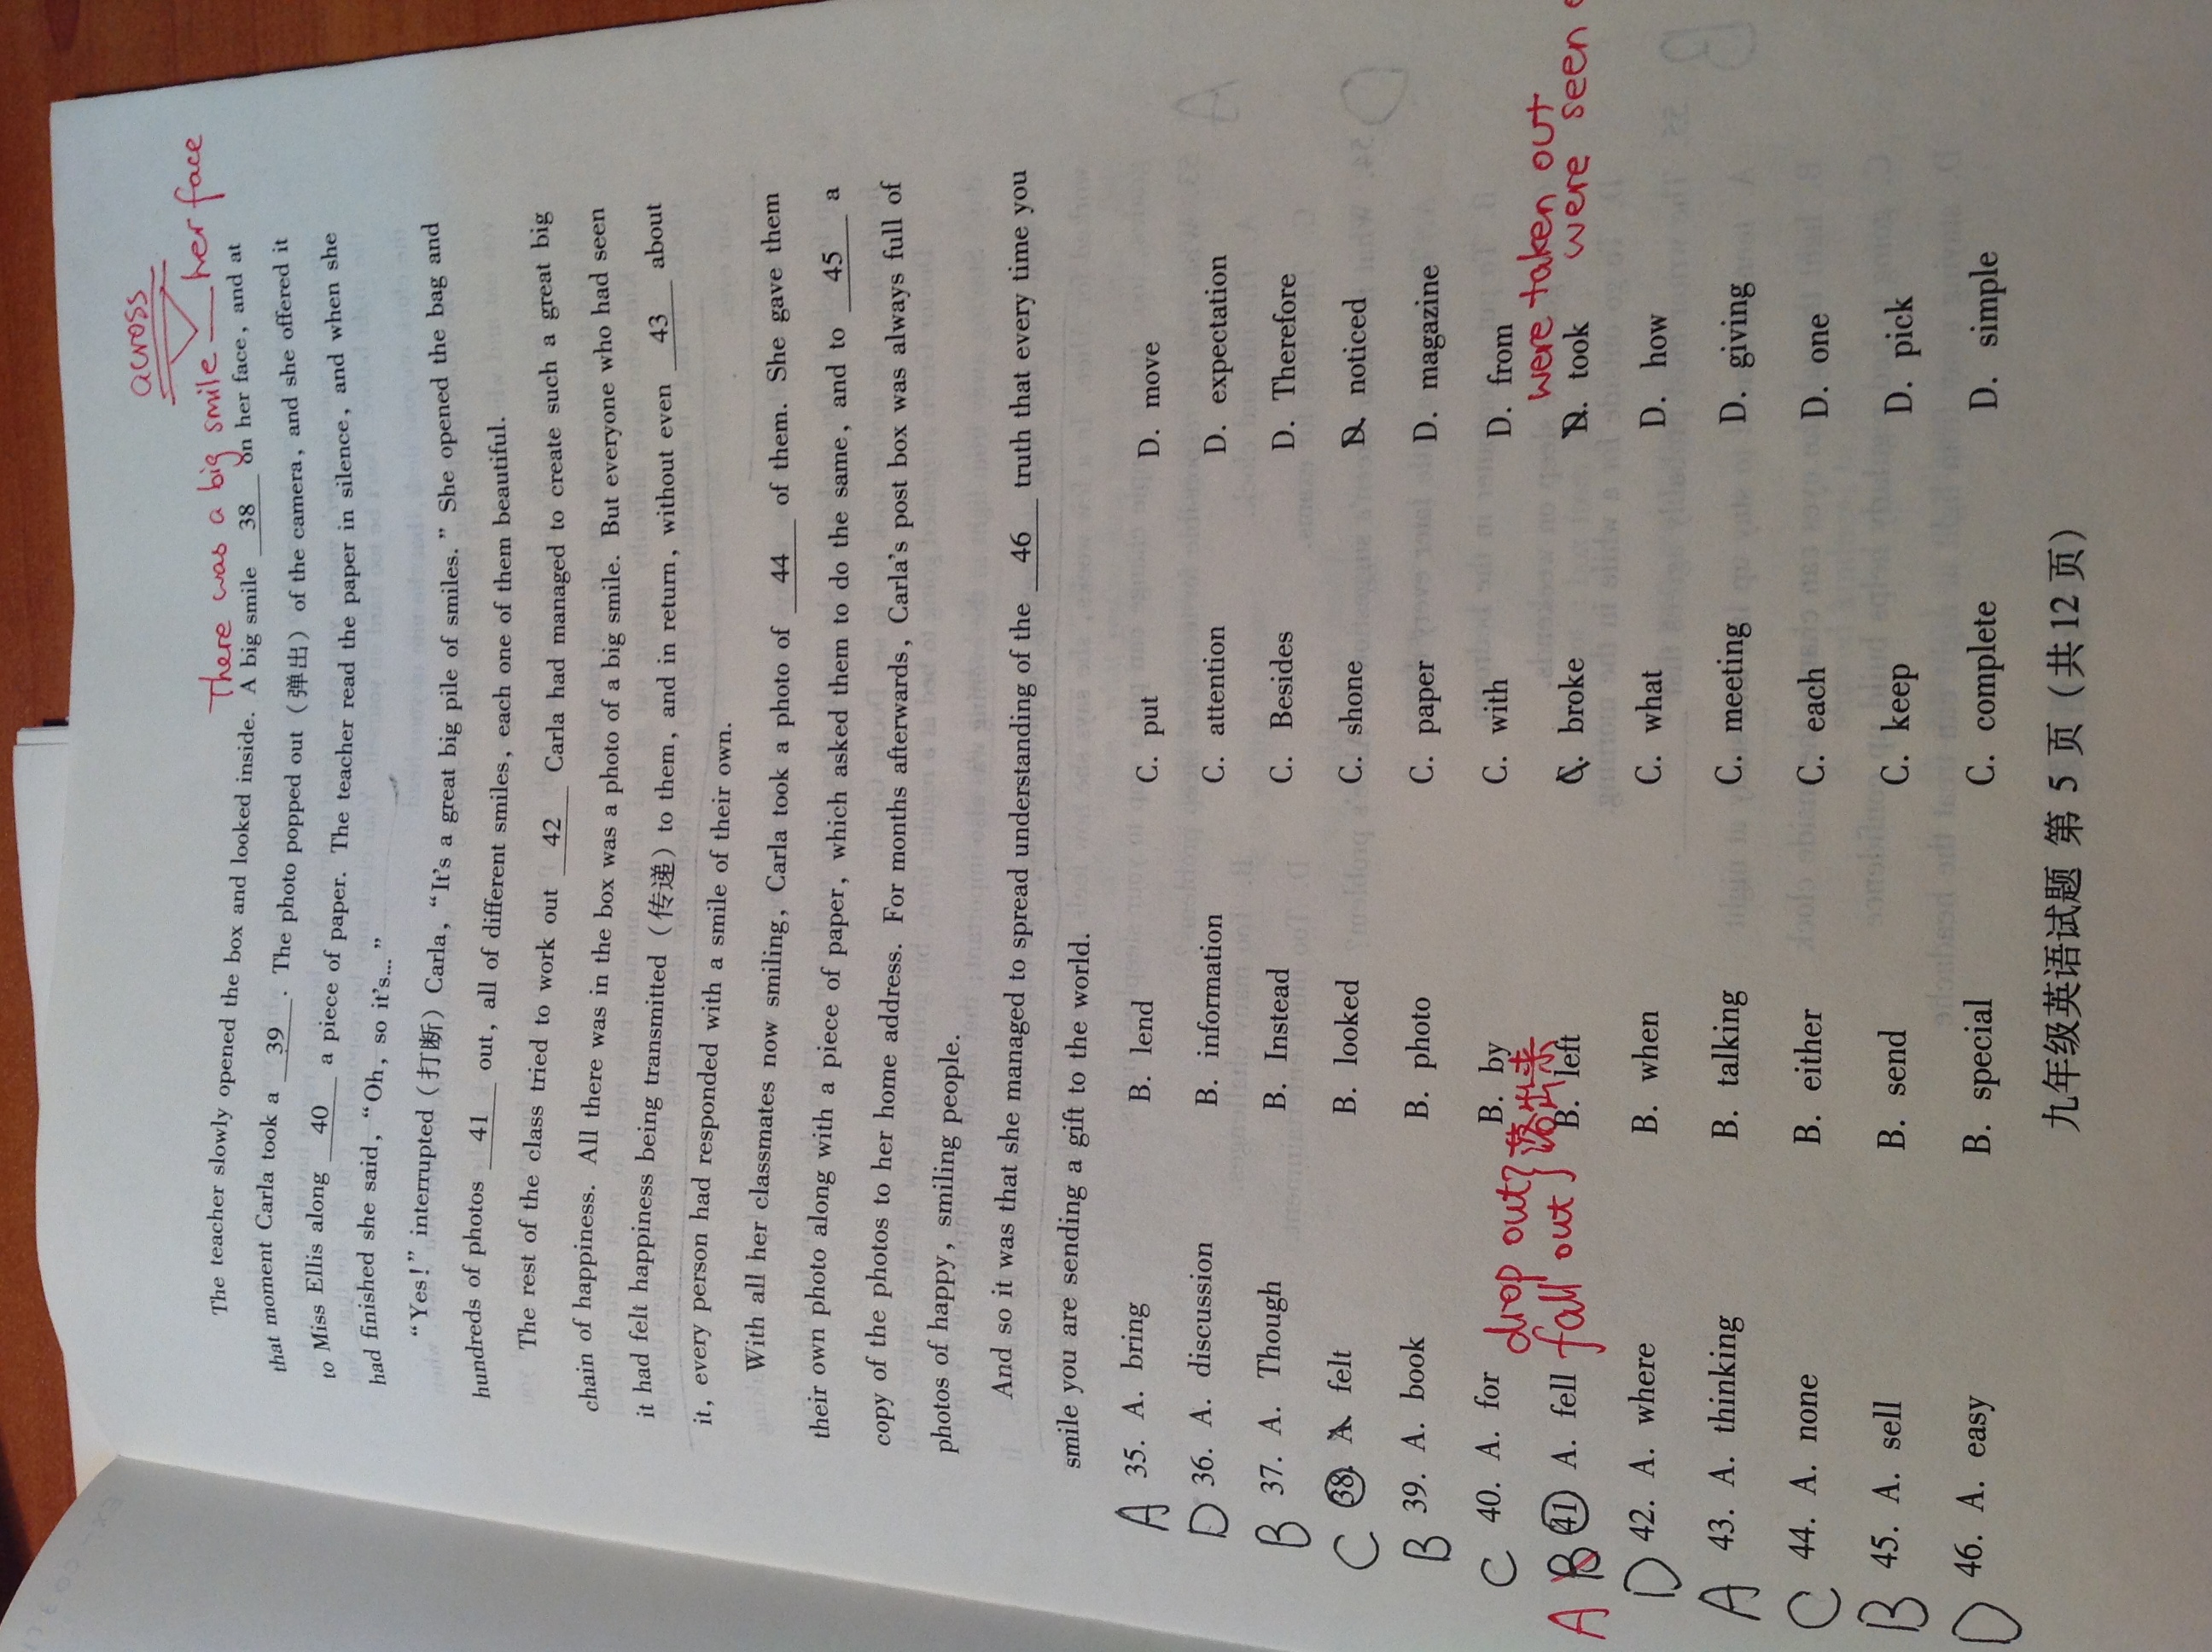 across
There was a big smile ___ her face
The teacher slowly opened the box and looked inside. A big smile 38 on her face, and at
that moment Carla took a 39 . The photo popped out (弹出) of the camera, and she offered it
to Miss Ellis along 40 a piece of paper. The teacher read the paper in silence, and when she
had finished she said, “Oh, so it's… ”
“Yes!” interrupted (打断) Carla, “It's a great big pile of smiles. ” She opened the bag and
hundreds of photos 41 out, all of different smiles, each one of them beautiful.
The rest of the class tried to work out 42 Carla had managed to create such a great big
chain of happiness. All there was in the box was a photo of a big smile. But everyone who had seen
it had felt happiness being transmitted (传递) to them, and in return, without even 43 about
it, every person had responded with a smile of their own.
With all her classmates now smiling, Carla took a photo of 44 of them. She gave them
their own photo along with a piece of paper, which asked them to do the same, and to 45 a
copy of the photos to her home address. For months afterwards, Carla's post box was always full of
photos of happy, smiling people.
And so it was that she managed to spread understanding of the 46 truth that every time you
smile you are sending a gift to the world.
A 35. A. bring B. lend C. put D. move
D 36. A. discussion B. information C. attention D. expectation
B 37. A. Though B. Instead C. Besides D. Therefore
C 38. A. felt B. looked C. shone D. noticed
B 39. A. book B. photo C. paper D. magazine
C 40. A. for B. by C. with D. from
drop out 落出来 were taken out
A B 41 A. fell fall out B. left C. broke D. took were seen
D 42. A. where B. when C. what D. how
A 43. A. thinking B. talking C. meeting D. giving
C 44. A. none B. either C. each D. one
B 45. A. sell B. send C. keep D. pick
D 46. A. easy B. special C. complete D. simple
九年级英语试题 第 5 页 (共 12 页)